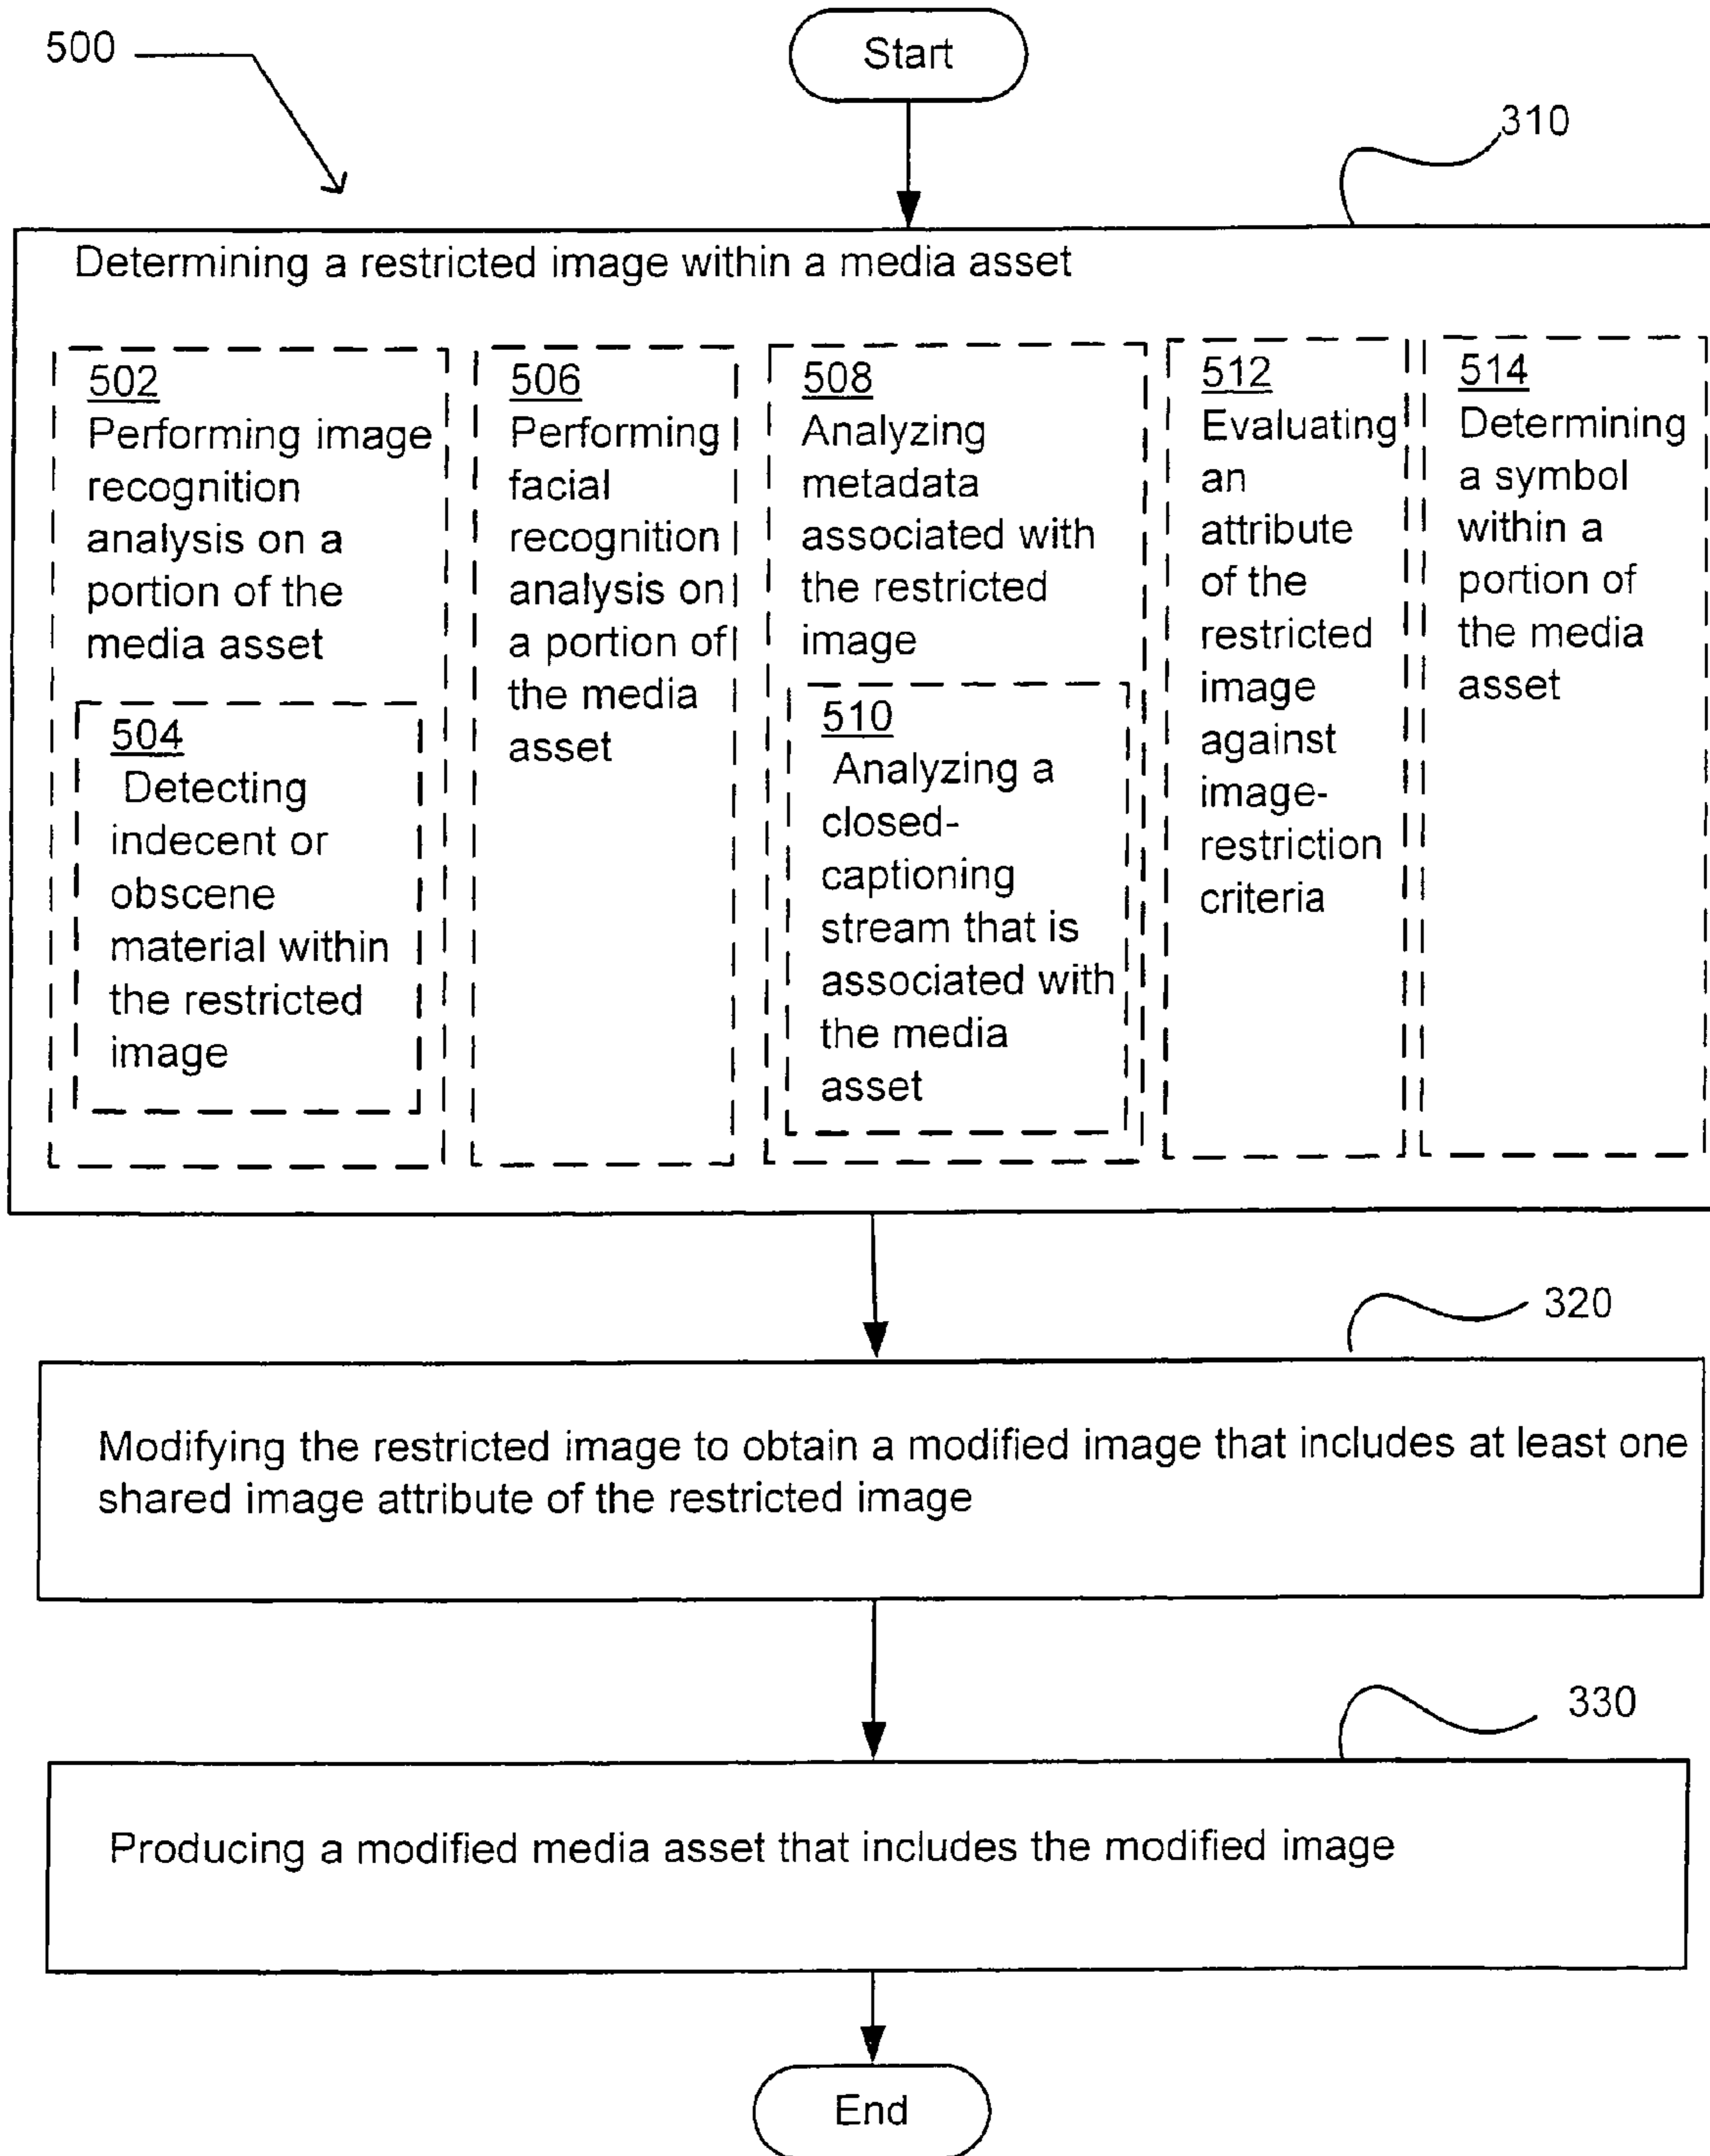 500
Start
310
Determining a restricted image within a media asset
502
Performing image
recognition
analysis on a
portion of the
media asset
504
Detecting
indecent or
obscene
material within
the restricted
image
506
Performing
facial
recognition
analysis on
a portion of
the media
asset
508
Analyzing
metadata
associated with
the restricted
image
510
Analyzing a
closed-
captioning
stream that is
associated with
the media
asset
512
Evaluating
an
attribute
of the
restricted
image
against
image-
restriction
criteria
514
Determining
a symbol
within a
portion of
the media
asset
320
Modifying the restricted image to obtain a modified image that includes at least one
shared image attribute of the restricted image
330
Producing a modified media asset that includes the modified image
End